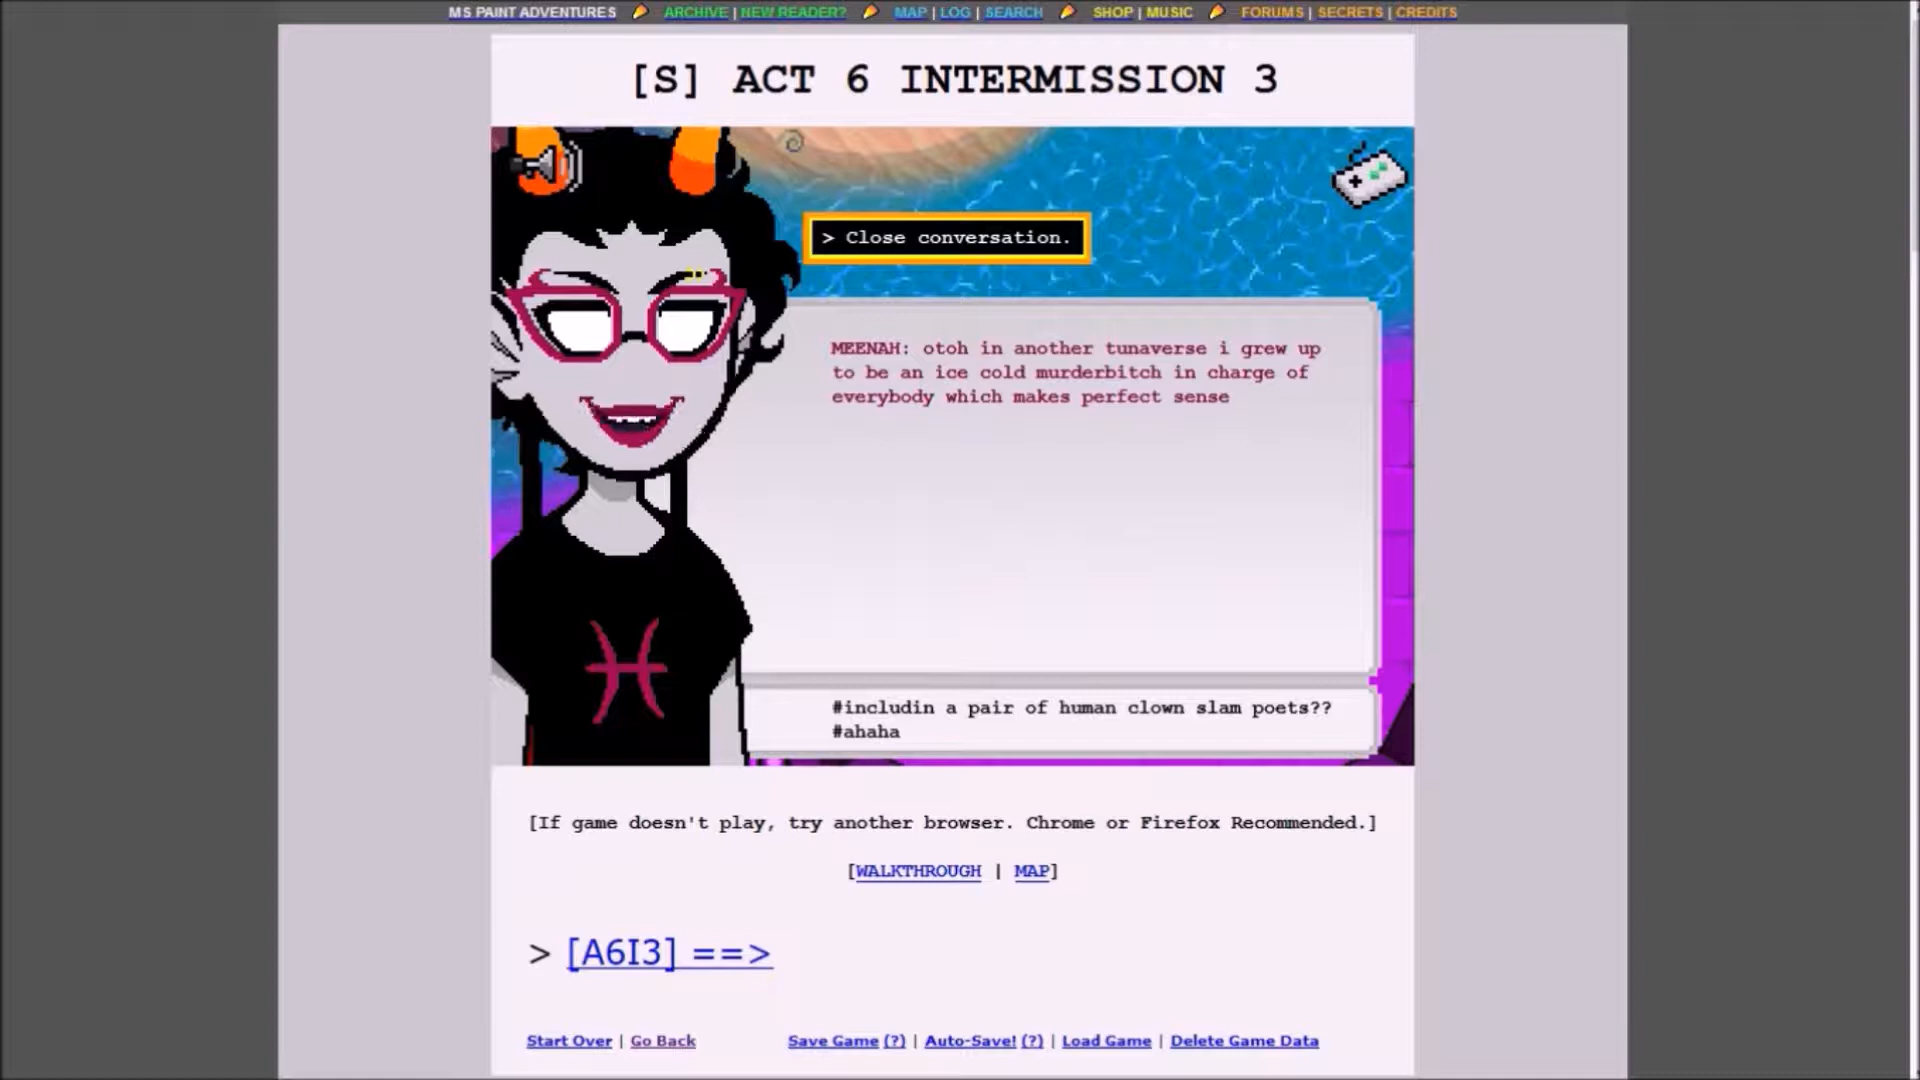 MS PAINT ADVENTURES ARCHIVE | NEW READER? MAP | LOG | SEARCH SHOP | MUSIC FORUMS | SECRETS | CREDITS
[S] ACT 6 INTERMISSION 3
> Close conversation.
MEENAH: otoh in another tunaverse i grew up
to be an ice cold murderbitch in charge of
everybody which makes perfect sense
#includin a pair of human clown slam poets??
#ahaha
[If game doesn't play, try another browser. Chrome or Firefox Recommended.]
[WALKTHROUGH | MAP]
> [A6I3] ==>
Start Over | Go Back Save Game (?) | Auto-Save! (?) | Load Game | Delete Game Data